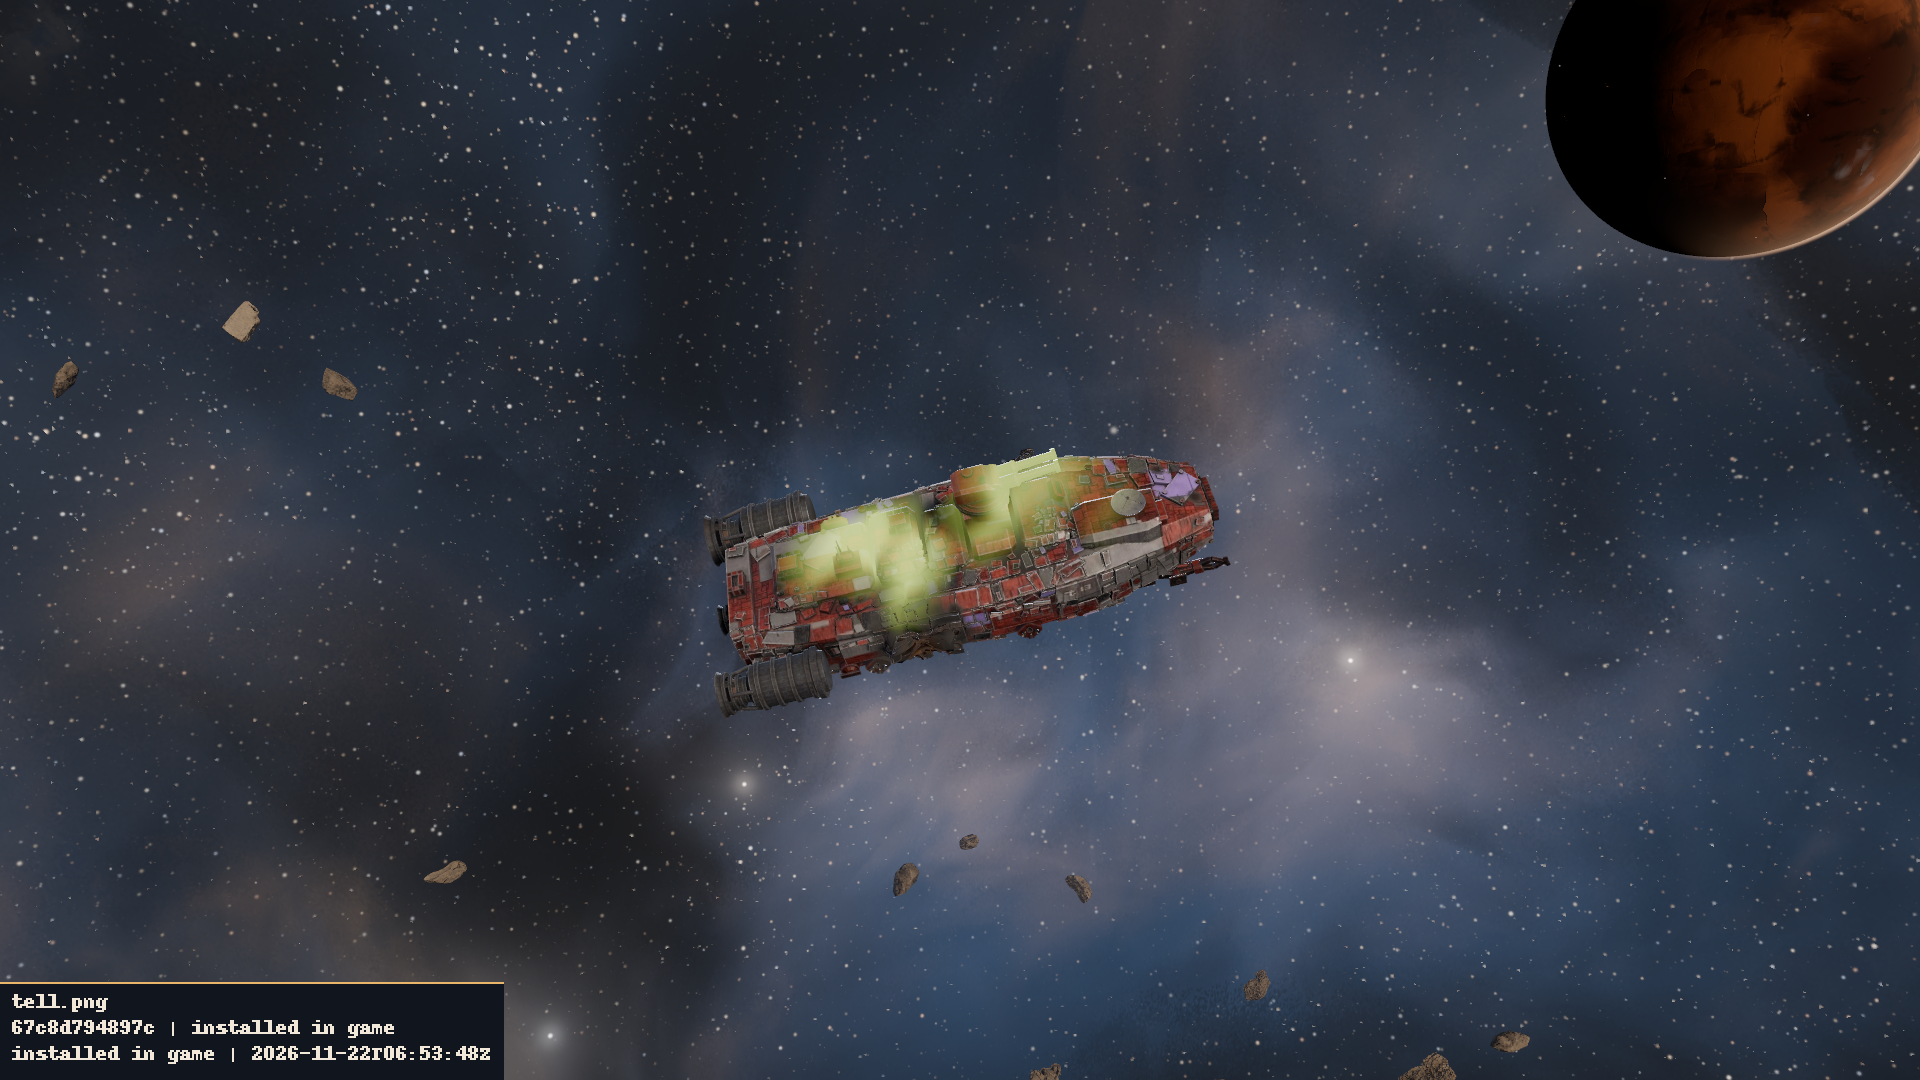 tell.png
67c8d794897c | installed in game
installed in game | 2026-11-22T06:53:48Z